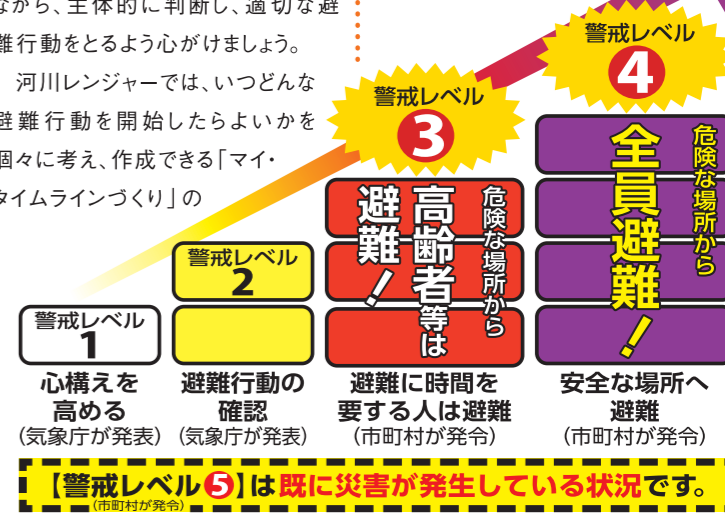 ながら、主体的に判断し、適切な避
難行動をとるよう心がけましょう。
河川レンジャーでは、いつどんな
避難行動を開始したらよいかを
個々に考え、作成できる「マイ・
タイムラインづくり」の
警戒レベル
1
心構えを
高める
(気象庁が発表)
警戒レベル
2
避難行動の
確認
(気象庁が発表)
警戒レベル
3
危険な場所から
高齢者等は
避難!
避難に時間を
要する人は避難
(市町村が発令)
警戒レベル
4
危険な場所から
全員避難!
安全な場所へ
避難
(市町村が発令)
【警戒レベル5】は既に災害が発生している状況です。
(市町村が発令)